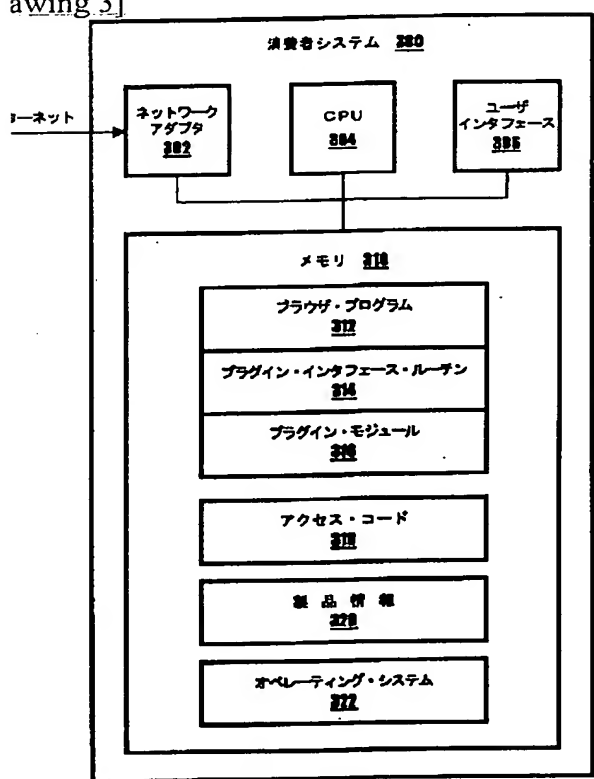 awing 3]
消費者システム 300
ーネット
ネットワーク
アダプタ
302
CPU
304
ユーザ
インタフェース
306
メモリ 310
ブラウザ・プログラム
312
プラグイン・インタフェース・ルーチン
314
プラグイン・モジュール
316
アクセス・コード
318
製品情報
320
オペレーティング・システム
322